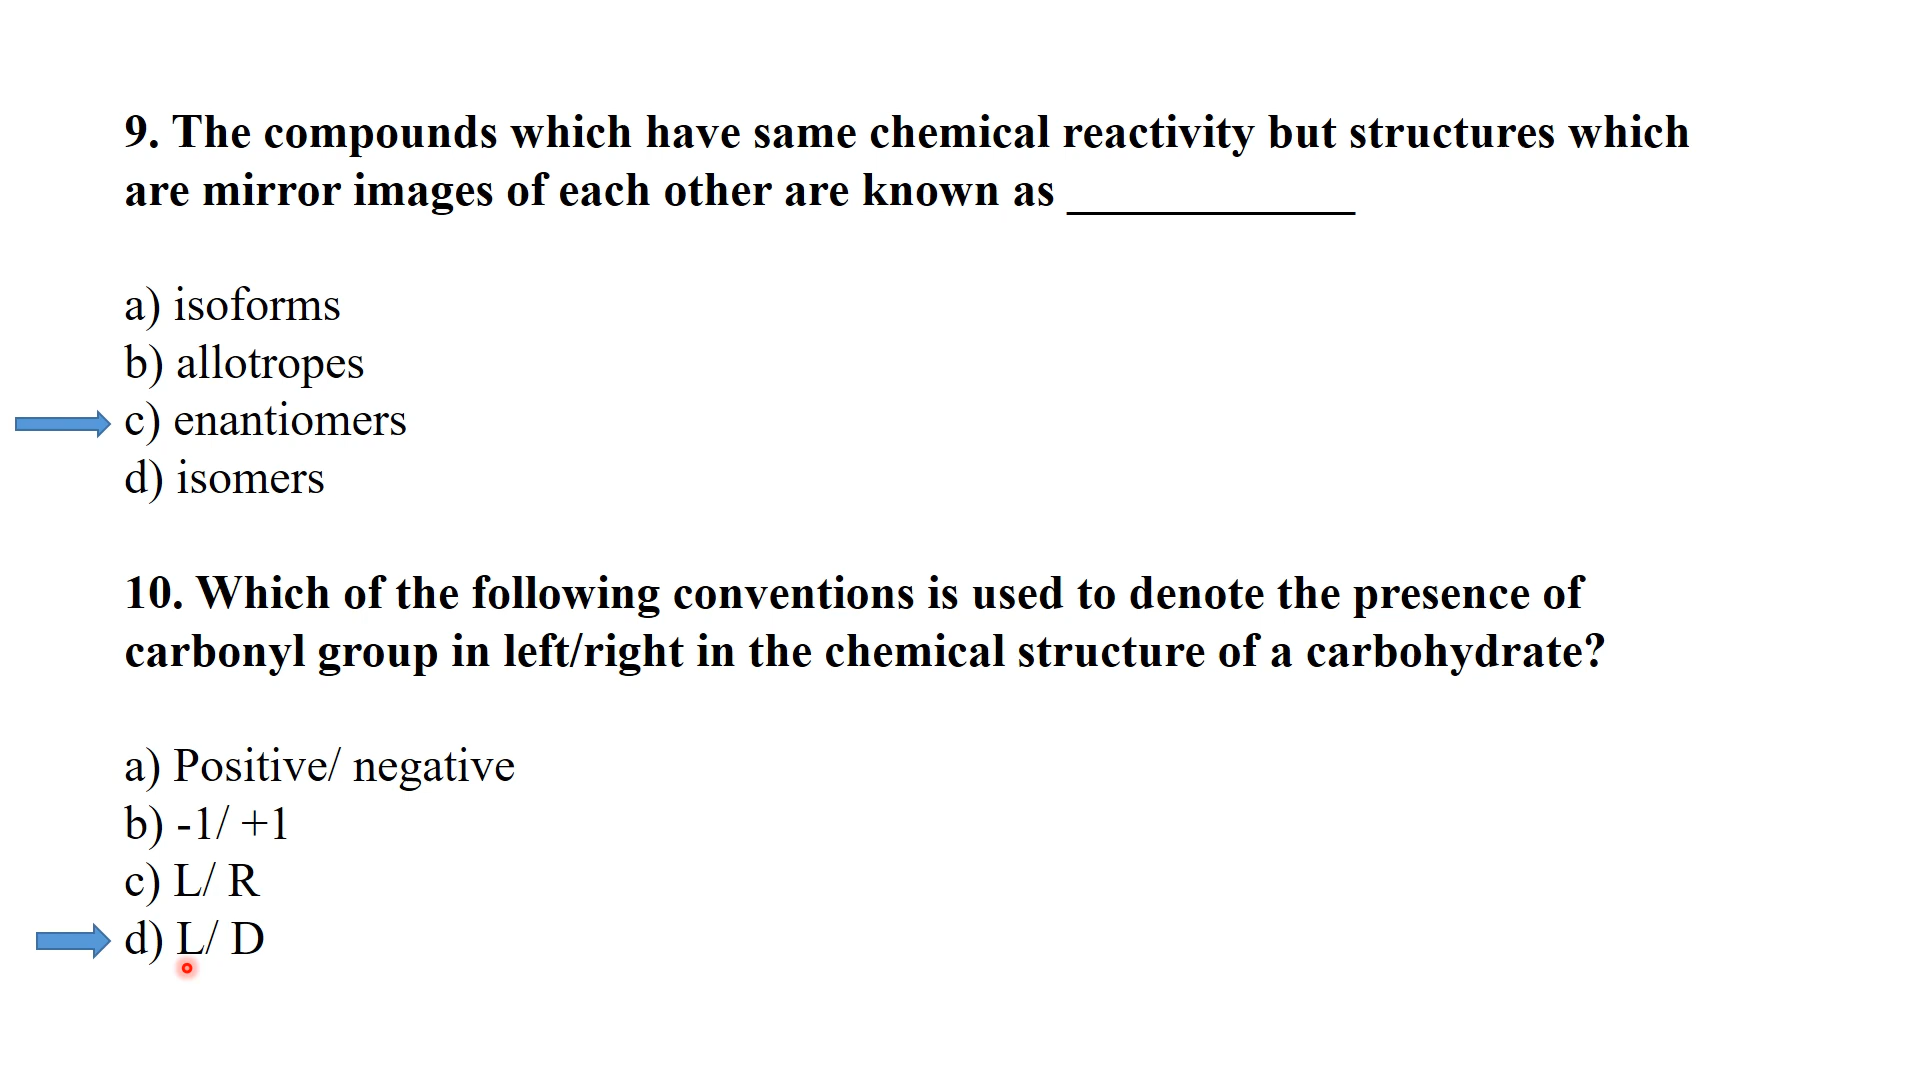 9. The compounds which have same chemical reactivity but structures which
are mirror images of each other are known as ____________
a) isoforms
b) allotropes
c) enantiomers
d) isomers
10. Which of the following conventions is used to denote the presence of
carbonyl group in left/right in the chemical structure of a carbohydrate?
a) Positive/ negative
b) -1/ +1
c) L/ R
d) L/ D